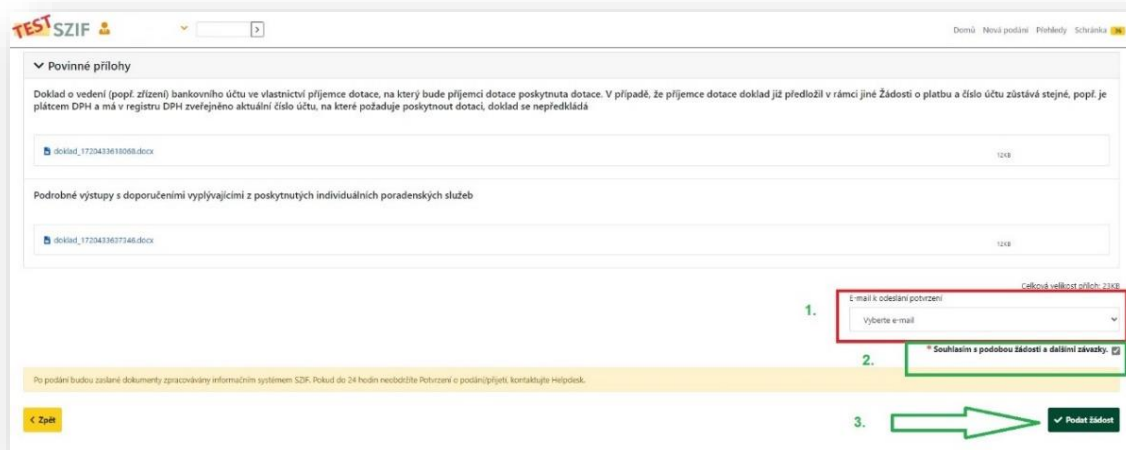 TEST SZIF
Domů Nová podání Přehledy Schránka
Povinné přílohy
Doklad o vedení (popř. zřízení) bankovního účtu ve vlastnictví příjemce dotace, na který bude příjemci dotace poskytnuta dotace. V případě, že příjemce dotace doklad již předložil v rámci jiné Žádosti o platbu a číslo účtu zůstává stejné, popř. je
plátcem DPH a má v registru DPH zveřejněno aktuální číslo účtu, na které požaduje poskytnout dotaci, doklad se nepředkládá
doklad_1720433618068.docx
12KB
Podrobné výstupy s doporučeními vyplývajícími z poskytnutých individuálních poradenských služeb
doklad_1720433637346.docx
12KB
Celková velikost příloh: 23KB
E-mail k odeslání potvrzení
1.
Vyberte e-mail
* Souhlasím s podobou žádosti a dalšími závazky.
2.
Po podání budou zaslané dokumenty zpracovávány informačním systémem SZIF. Pokud do 24 hodin neobdržíte Potvrzení o podání/přijetí, kontaktujte Helpdesk.
< Zpět
3.
Podat žádost